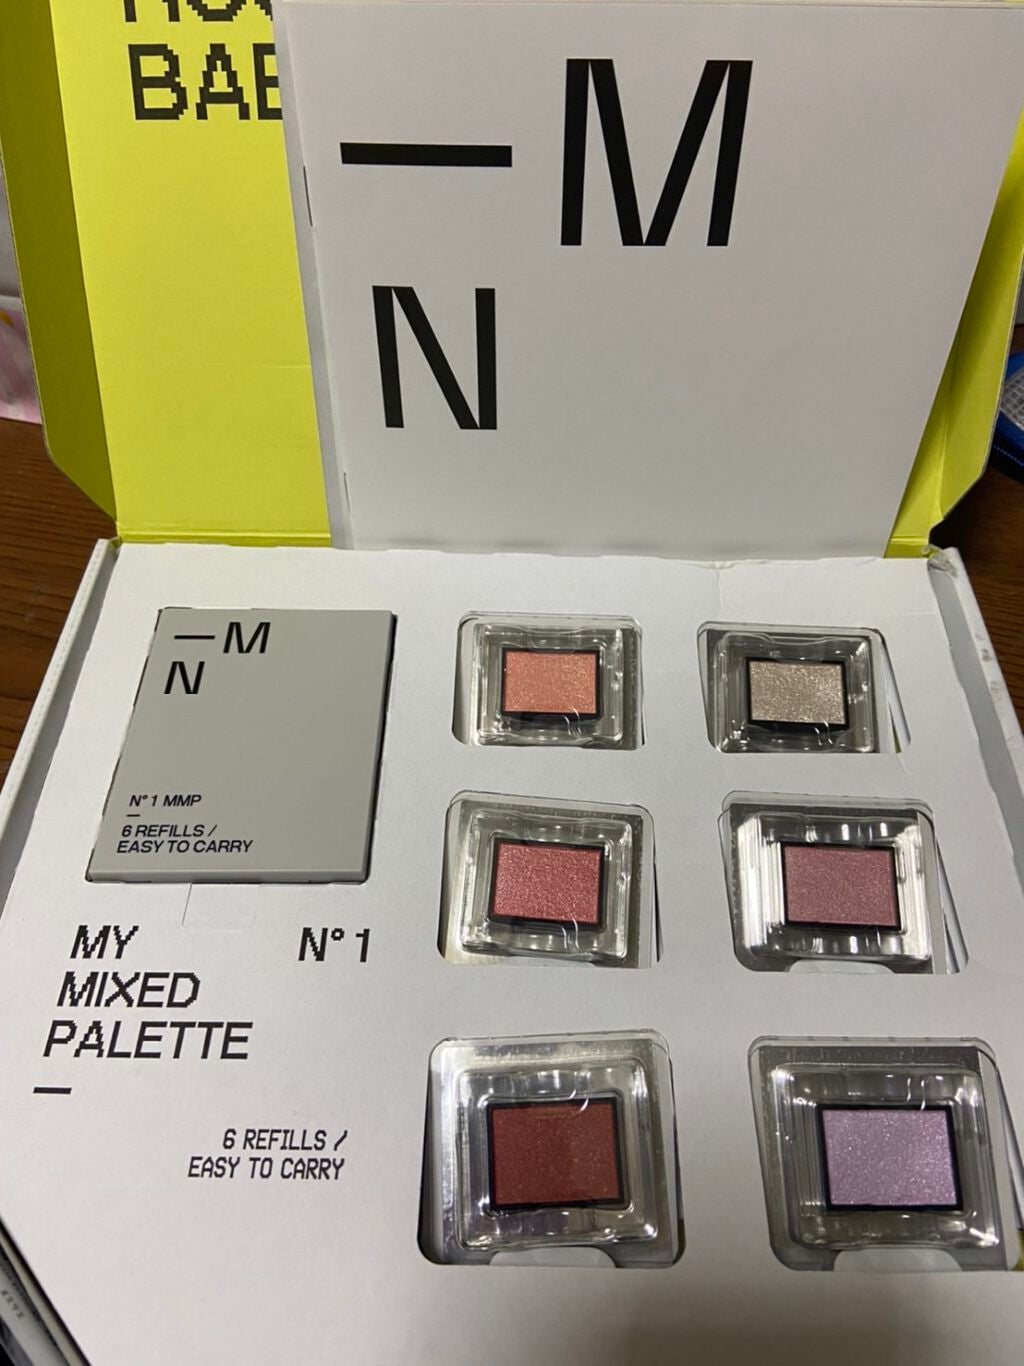 BAB
—M
N
—M
N
N° 1 MMP
—
6 REFILLS /
EASY TO CARRY
MY N° 1
MIXED
PALETTE
—
6 REFILLS /
EASY TO CARRY